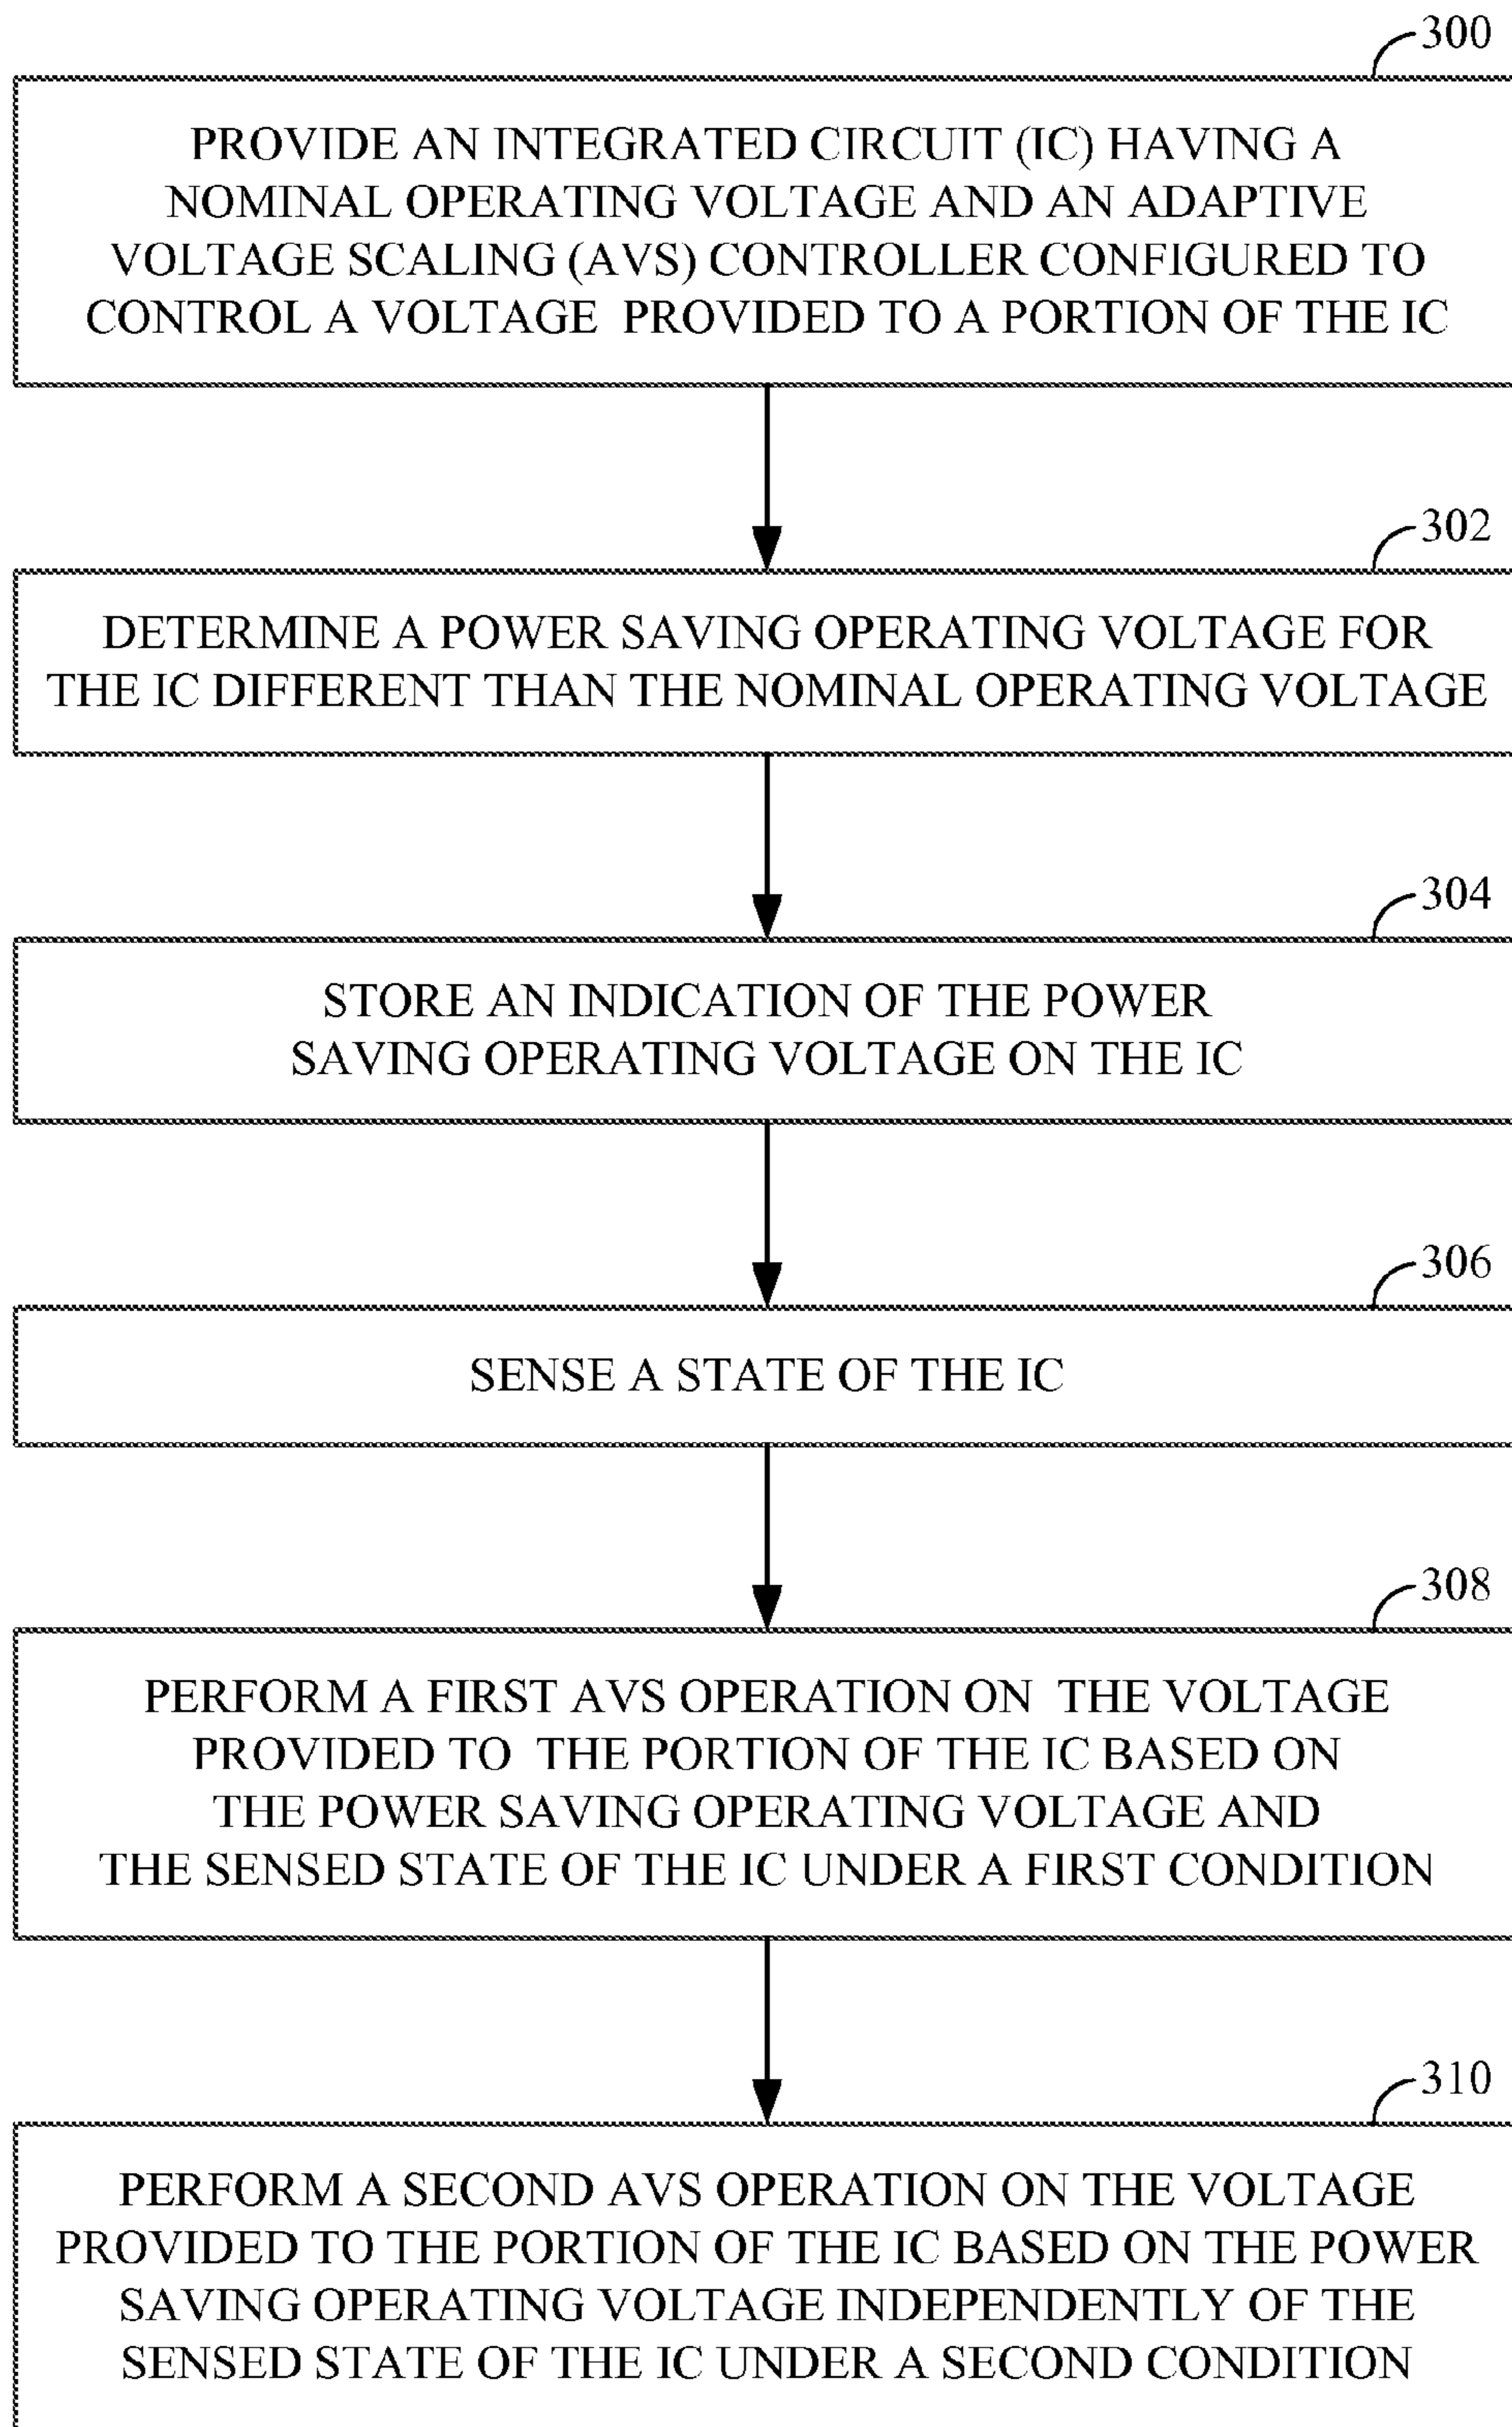 300
PROVIDE AN INTEGRATED CIRCUIT (IC) HAVING A
NOMINAL OPERATING VOLTAGE AND AN ADAPTIVE
VOLTAGE SCALING (AVS) CONTROLLER CONFIGURED TO
CONTROL A VOLTAGE PROVIDED TO A PORTION OF THE IC
302
DETERMINE A POWER SAVING OPERATING VOLTAGE FOR
THE IC DIFFERENT THAN THE NOMINAL OPERATING VOLTAGE
304
STORE AN INDICATION OF THE POWER
SAVING OPERATING VOLTAGE ON THE IC
306
SENSE A STATE OF THE IC
308
PERFORM A FIRST AVS OPERATION ON THE VOLTAGE
PROVIDED TO THE PORTION OF THE IC BASED ON
THE POWER SAVING OPERATING VOLTAGE AND
THE SENSED STATE OF THE IC UNDER A FIRST CONDITION
310
PERFORM A SECOND AVS OPERATION ON THE VOLTAGE
PROVIDED TO THE PORTION OF THE IC BASED ON THE POWER
SAVING OPERATING VOLTAGE INDEPENDENTLY OF THE
SENSED STATE OF THE IC UNDER A SECOND CONDITION